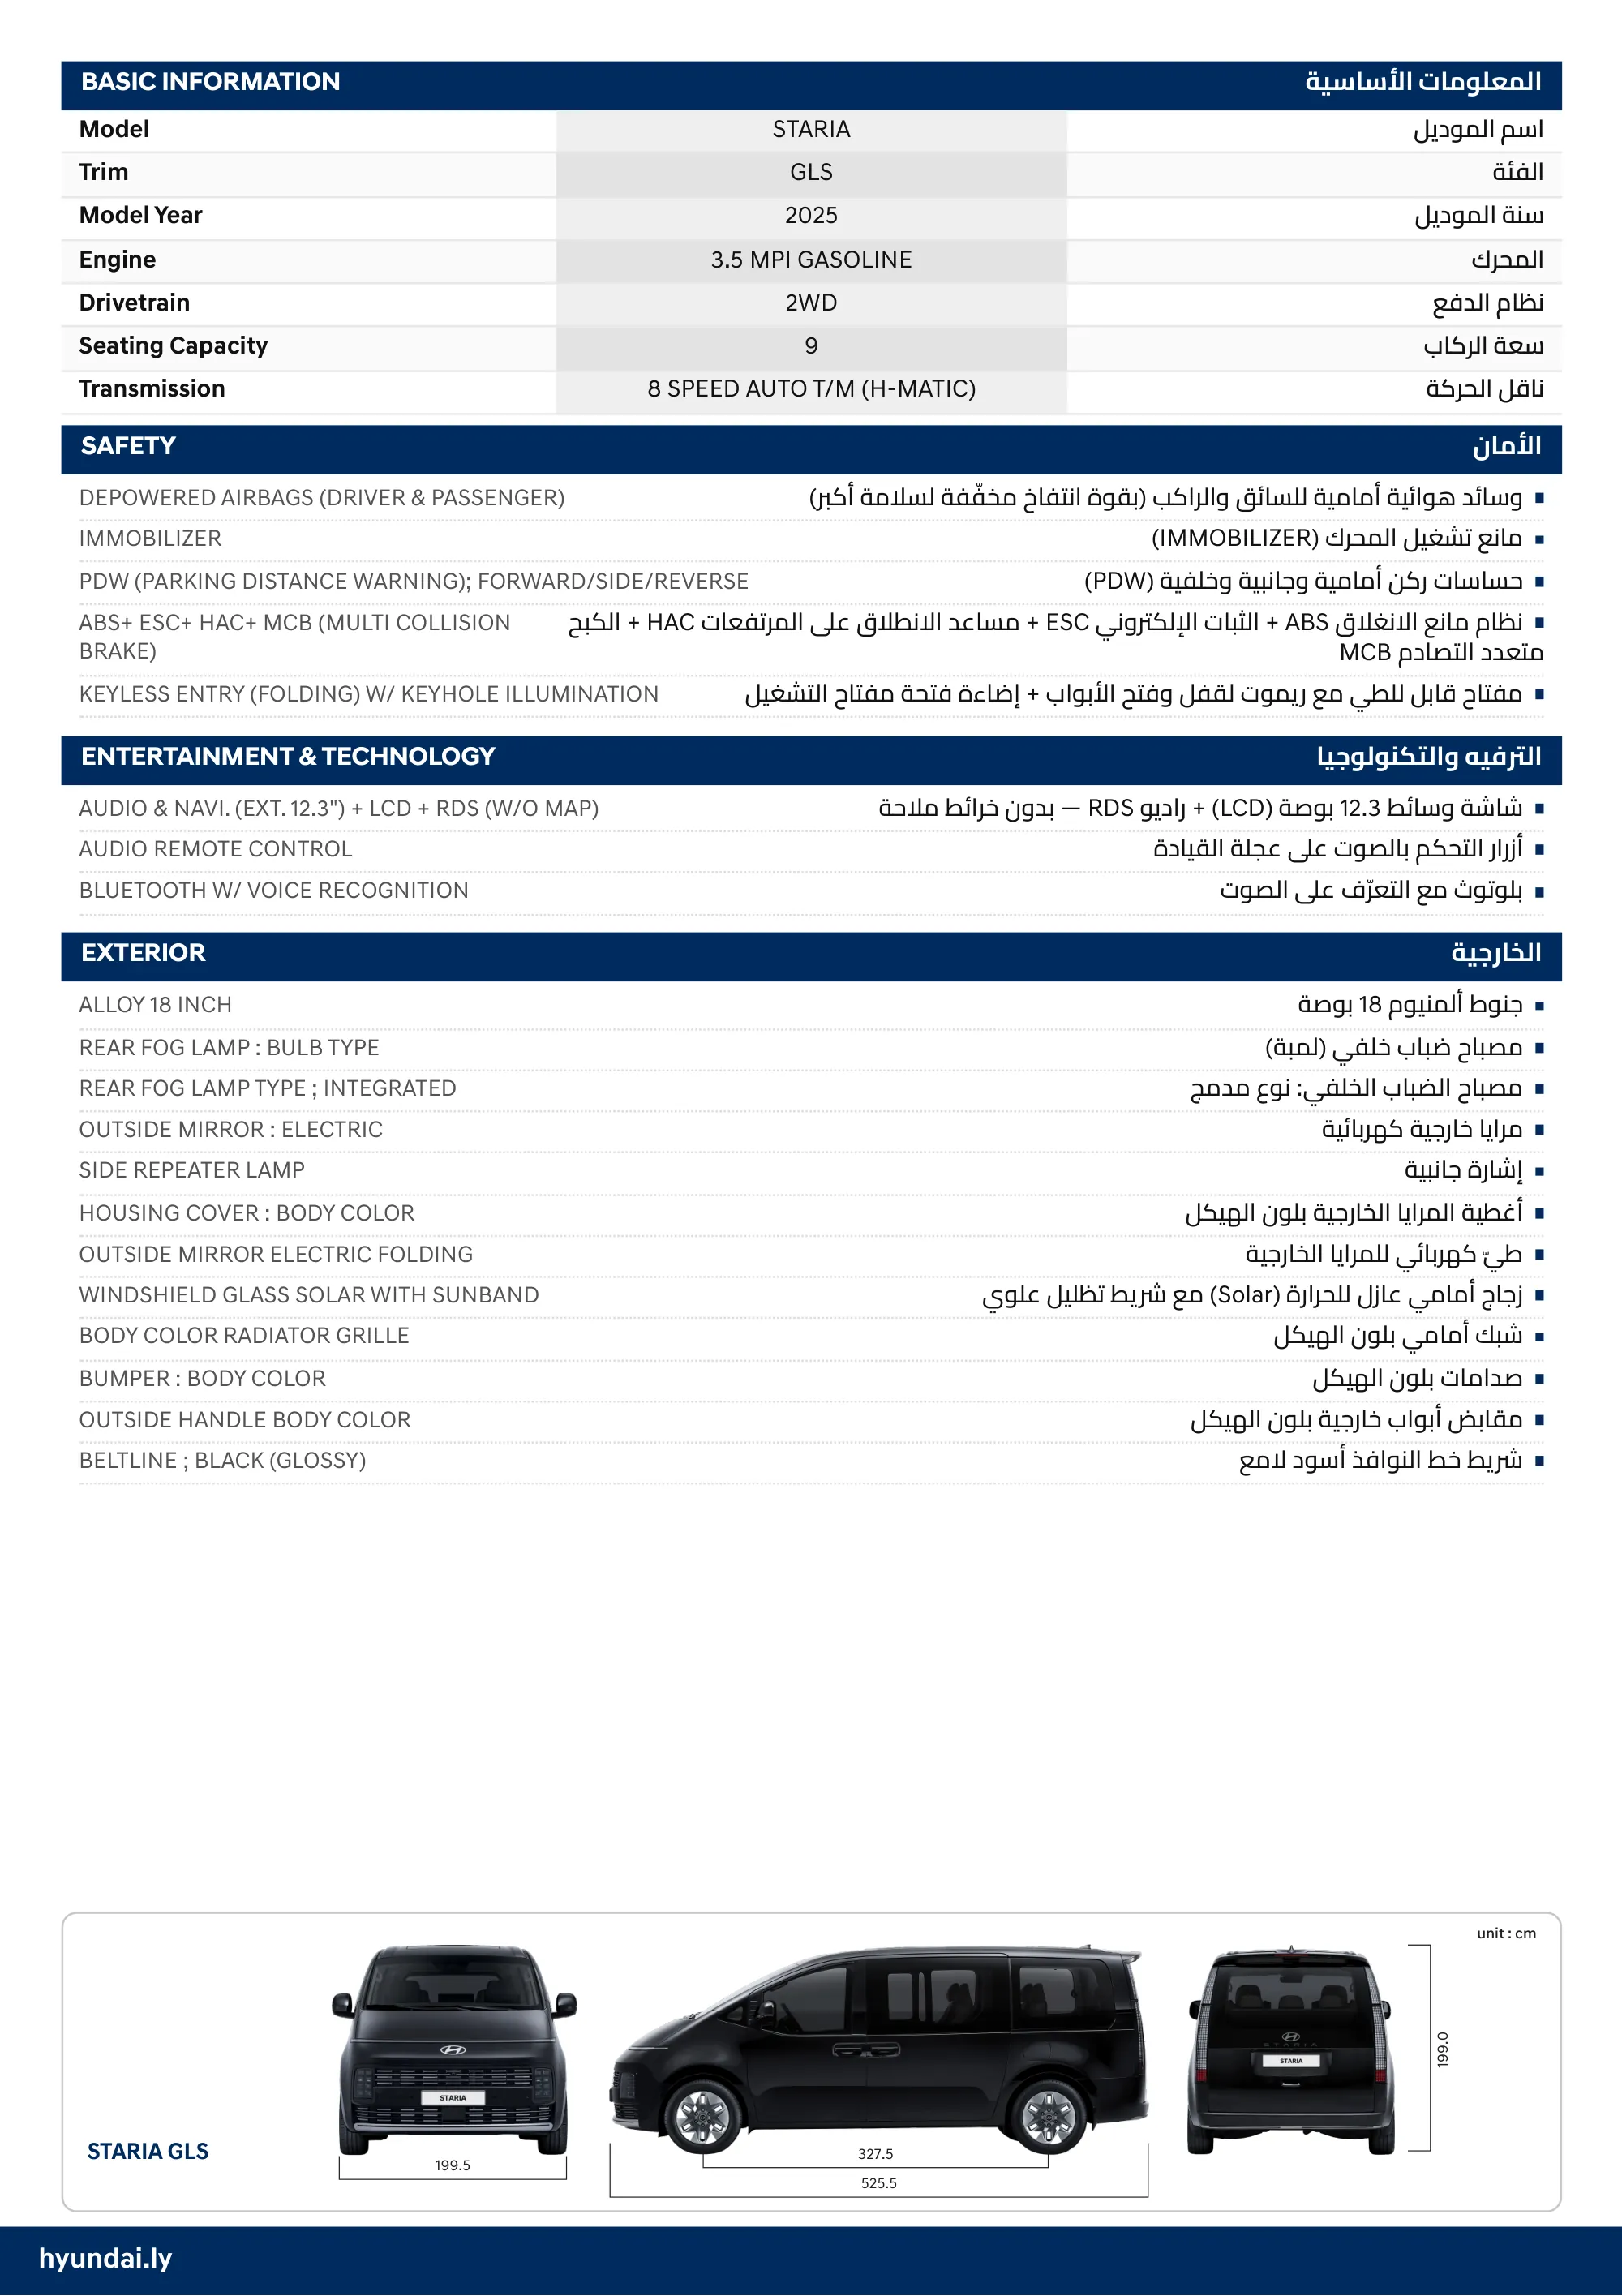 BASIC INFORMATION المعلومات الأساسية
Model STARIA اسم الموديل
Trim GLS الفئة
Model Year 2025 سنة الموديل
Engine 3.5 MPI GASOLINE المحرك
Drivetrain 2WD نظام الدفع
Seating Capacity 9 سعة الركاب
Transmission 8 SPEED AUTO T/M (H-MATIC) ناقل الحركة
SAFETY الأمان
DEPOWERED AIRBAGS (DRIVER & PASSENGER) وسائد هوائية أمامية للسائق والراكب (بقوة انتفاخ مخفّفة لسلامة أكبر)
IMMOBILIZER مانع تشغيل المحرك (IMMOBILIZER)
PDW (PARKING DISTANCE WARNING); FORWARD/SIDE/REVERSE حساسات ركن أمامية وجانبية وخلفية (PDW)
ABS+ ESC+ HAC+ MCB (MULTI COLLISION نظام مانع الانغلاق ABS + الثبات الإلكتروني ESC + مساعد الانطلاق على المرتفعات HAC + الكبح
BRAKE) متعدد التصادم MCB
KEYLESS ENTRY (FOLDING) W/ KEYHOLE ILLUMINATION مفتاح قابل للطي مع ريموت لقفل وفتح الأبواب + إضاءة فتحة مفتاح التشغيل
ENTERTAINMENT & TECHNOLOGY الترفيه والتكنولوجيا
AUDIO & NAVI. (EXT. 12.3") + LCD + RDS (W/O MAP) شاشة وسائط 12.3 بوصة (LCD) + راديو RDS — بدون خرائط ملاحة
AUDIO REMOTE CONTROL أزرار التحكم بالصوت على عجلة القيادة
BLUETOOTH W/ VOICE RECOGNITION بلوتوث مع التعرّف على الصوت
EXTERIOR الخارجية
ALLOY 18 INCH جنوط ألمنيوم 18 بوصة
REAR FOG LAMP : BULB TYPE مصباح ضباب خلفي (لمبة)
REAR FOG LAMP TYPE ; INTEGRATED مصباح الضباب الخلفي: نوع مدمج
OUTSIDE MIRROR : ELECTRIC مرايا خارجية كهربائية
SIDE REPEATER LAMP إشارة جانبية
HOUSING COVER : BODY COLOR أغطية المرايا الخارجية بلون الهيكل
OUTSIDE MIRROR ELECTRIC FOLDING طيّ كهربائي للمرايا الخارجية
WINDSHIELD GLASS SOLAR WITH SUNBAND زجاج أمامي عازل للحرارة (Solar) مع شريط تظليل علوي
BODY COLOR RADIATOR GRILLE شبك أمامي بلون الهيكل
BUMPER : BODY COLOR صدامات بلون الهيكل
OUTSIDE HANDLE BODY COLOR مقابض أبواب خارجية بلون الهيكل
BELTLINE ; BLACK (GLOSSY) شريط خط النوافذ أسود لامع
unit : cm
STARIA
STARIA
STARIA
199.0
STARIA GLS
199.5
327.5
525.5
hyundai.ly